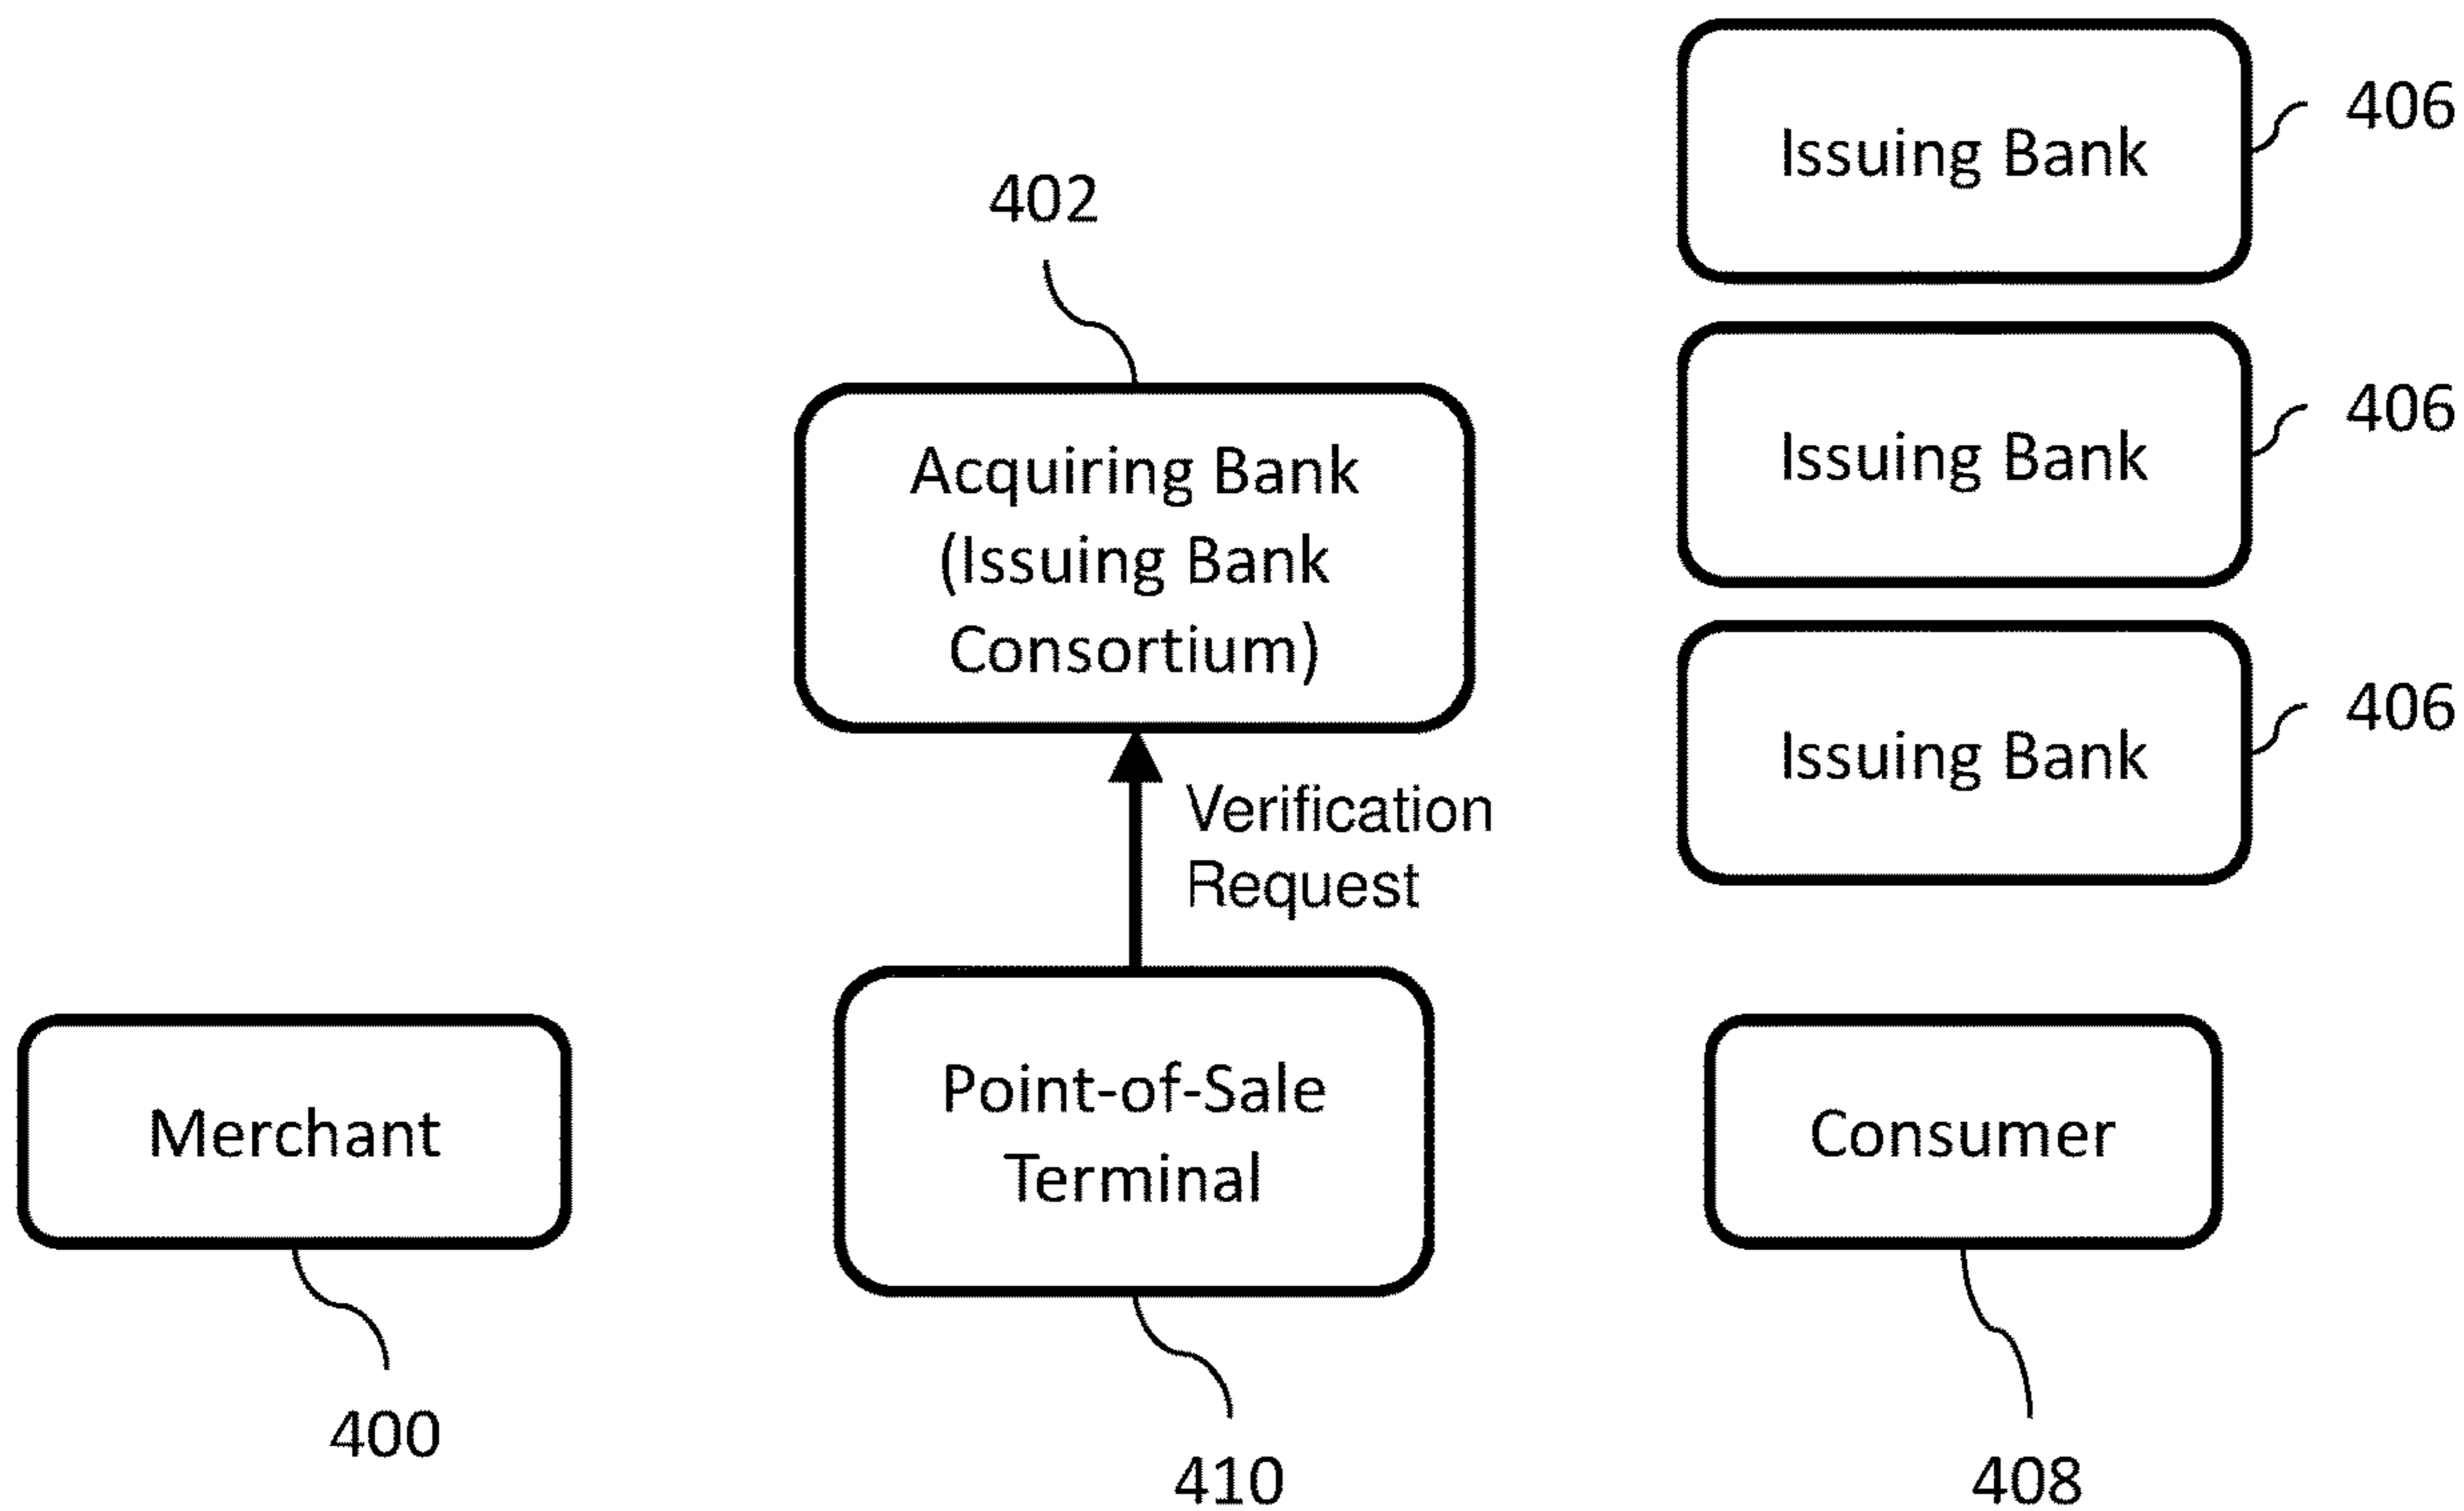 Issuing Bank
406
402
Issuing Bank
406
Acquiring Bank
(Issuing Bank
Consortium)
Issuing Bank
406
Verification
Request
Merchant
Point-of-Sale
Terminal
Consumer
400
410
408